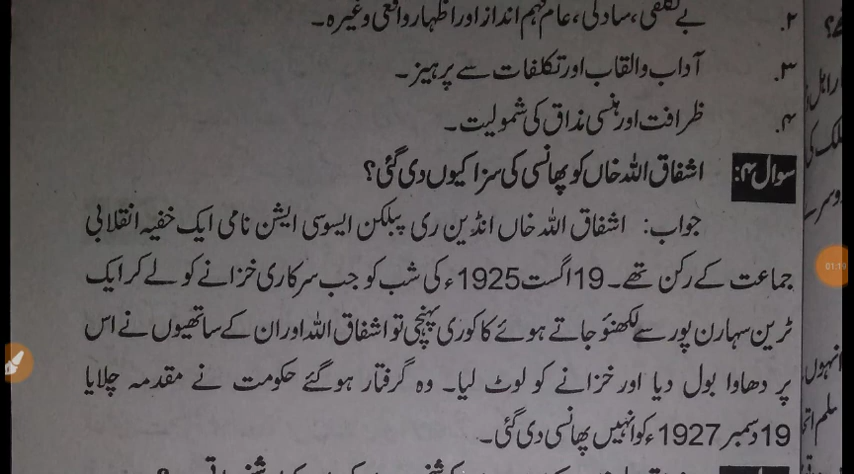 ۲. بے تکلفی، سادگی، عام فہم انداز اور اظہار واقعی وغیرہ۔
۳. آداب والقاب اور تکلفات سے پرہیز۔
۴. ظرافت اور ہنسی مذاق کی شمولیت۔
سوال ۴: اشفاق اللہ خاں کو پھانسی کی سزا کیوں دی گئی؟
جواب: اشفاق اللہ خاں انڈین ری پبلکن ایسوسی ایشن نامی ایک خفیہ انقلابی
جماعت کے رکن تھے۔ 19 اگست 1925ء کی شب کو جب سرکاری خزانے کو لے کر ایک
ٹرین سہارن پور سے لکھنؤ جاتے ہوئے کاکوری پہنچی تو اشفاق اللہ اور ان کے ساتھیوں نے اس
پر دھاوا بول دیا اور خزانے کو لوٹ لیا۔ وہ گرفتار ہو گئے حکومت نے مقدمہ چلایا
19 دسمبر 1927ء کو انہیں پھانسی دی گئی۔
01:19
انہوں